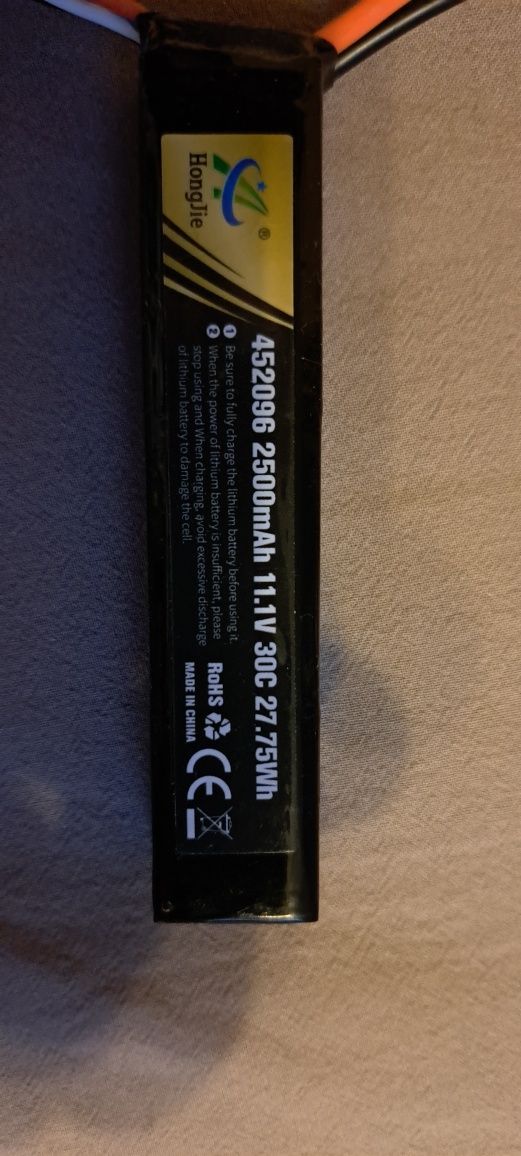 HongJie
®
452096 2500mAh 11.1V 30C 27.75Wh
1 Be sure to fully charge the lithium battery before using it.
2 When the power of lithium battery is insufficient, please
stop using and When charging, avoid excessive discharge
of lithium battery to damage the cell.
RoHS
CE
MADE IN CHINA